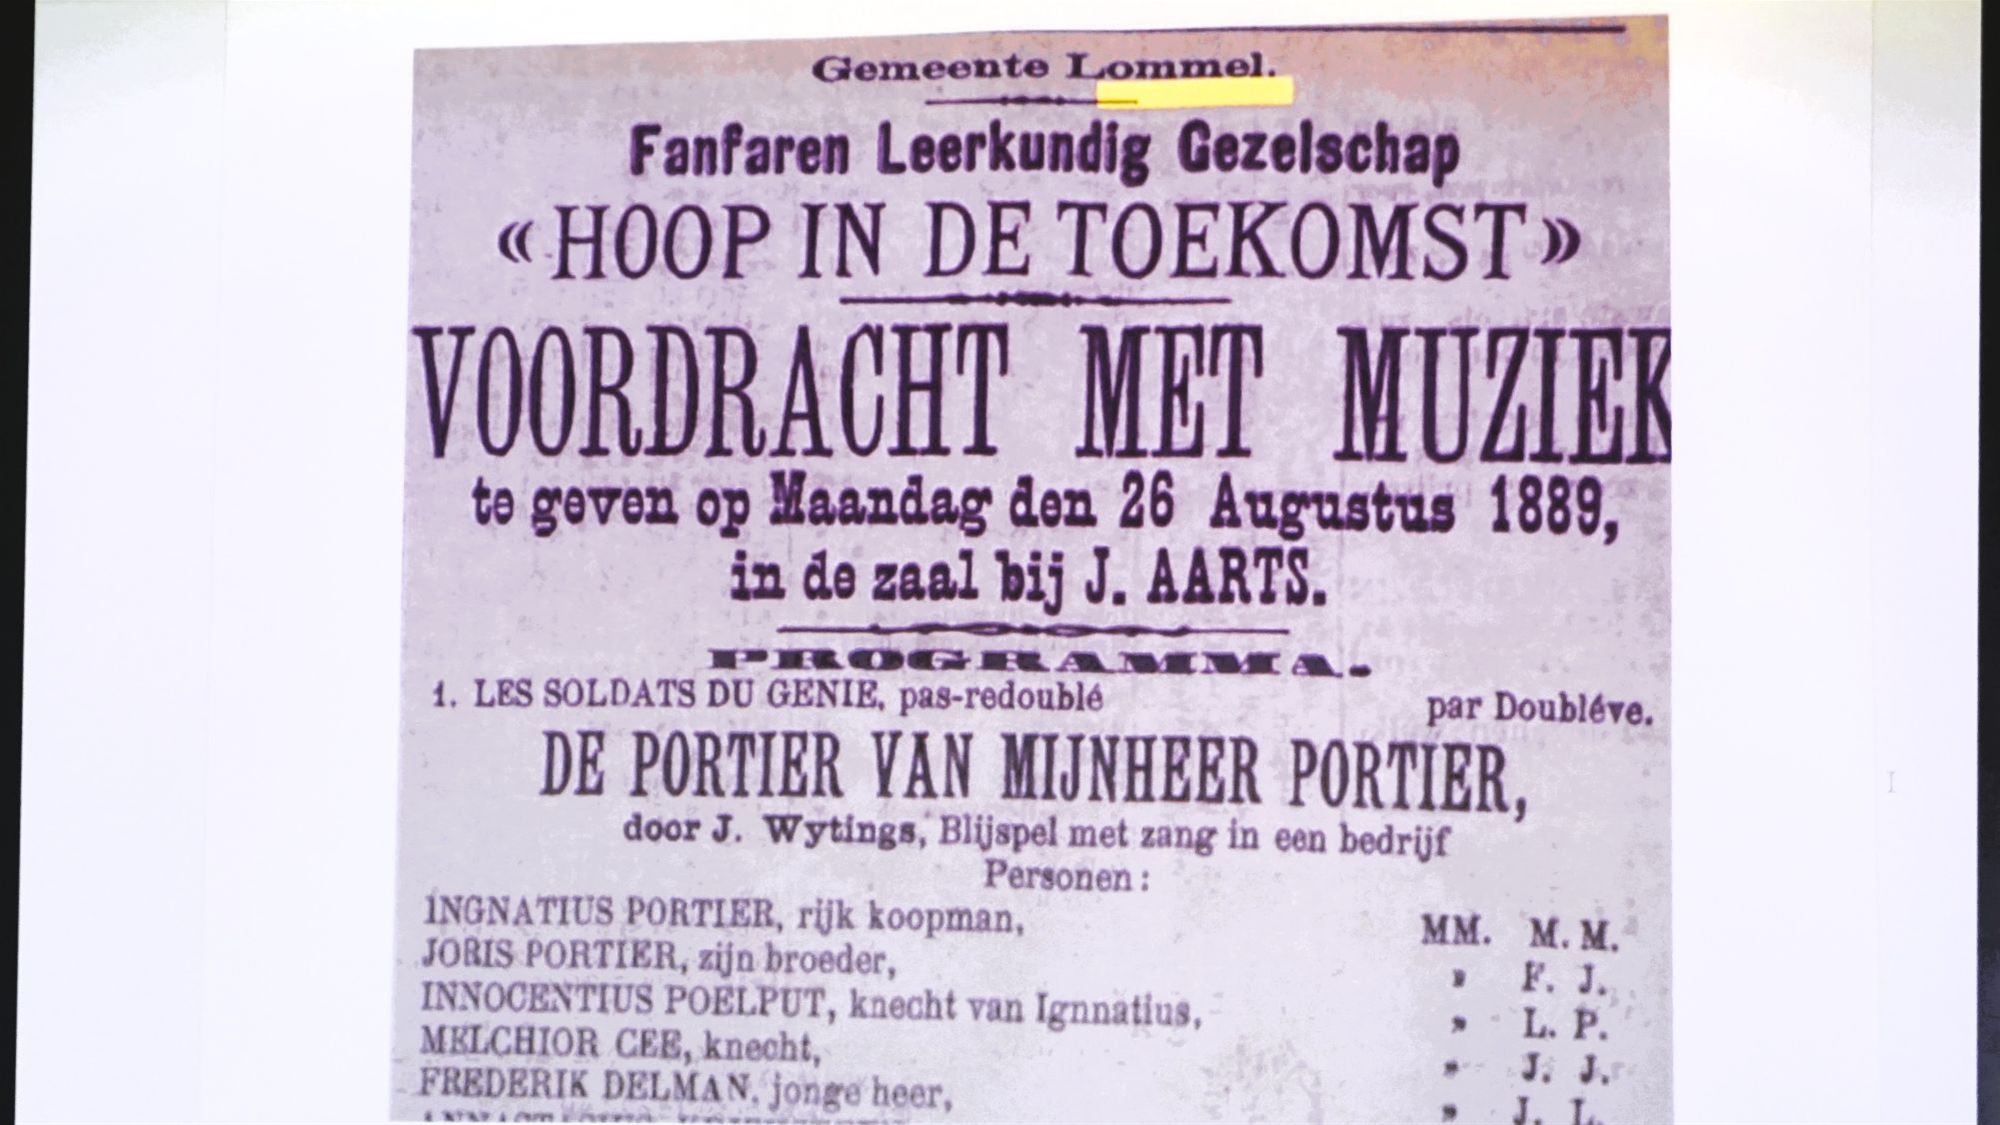 Gemeente Lommel.
Fanfaren Leerkundig Gezelschap
« HOOP IN DE TOEKOMST »
VOORDRACHT MET MUZIEK
te geven op Maandag den 26 Augustus 1889,
in de zaal bij J. AARTS.
PROGRAMMA.
1. LES SOLDATS DU GENIE, pas-redoublé par Doubléve.
DE PORTIER VAN MIJNHEER PORTIER,
door J. Wytings, Blijspel met zang in een bedrijf
Personen :
INGNATIUS PORTIER, rijk koopman, MM. M. M.
JORIS PORTIER, zijn broeder, » F. J.
INNOCENTIUS POELPUT, knecht van Ignnatius, » L. P.
MELCHIOR CEE, knecht, » J. J.
FREDERIK DELMAN, jonge heer, » J. L.